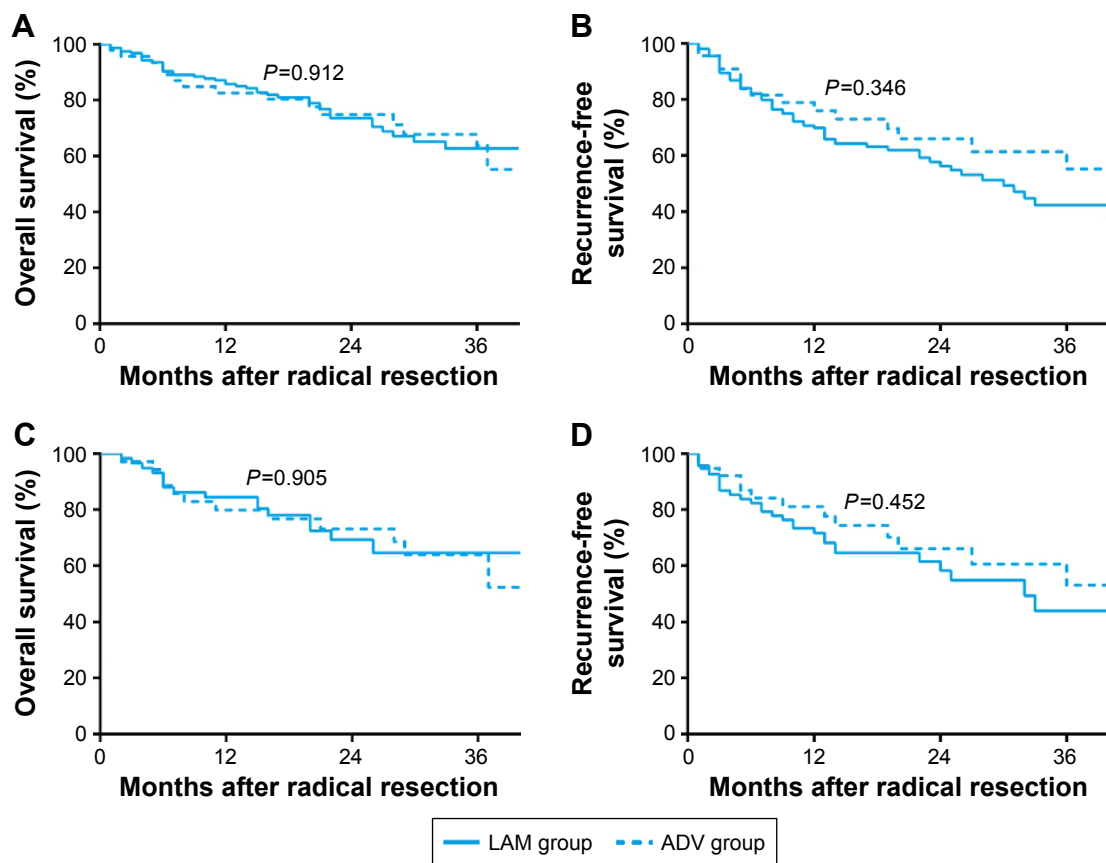 A
Overall survival (%)
100
80
60
40
20
0
P=0.912
0 12 24 36
Months after radical resection
B
Recurrence-free
survival (%)
100
80
60
40
20
0
P=0.346
0 12 24 36
Months after radical resection
C
Overall survival (%)
100
80
60
40
20
0
P=0.905
0 12 24 36
Months after radical resection
D
Recurrence-free
survival (%)
100
80
60
40
20
0
P=0.452
0 12 24 36
Months after radical resection
LAM group ADV group